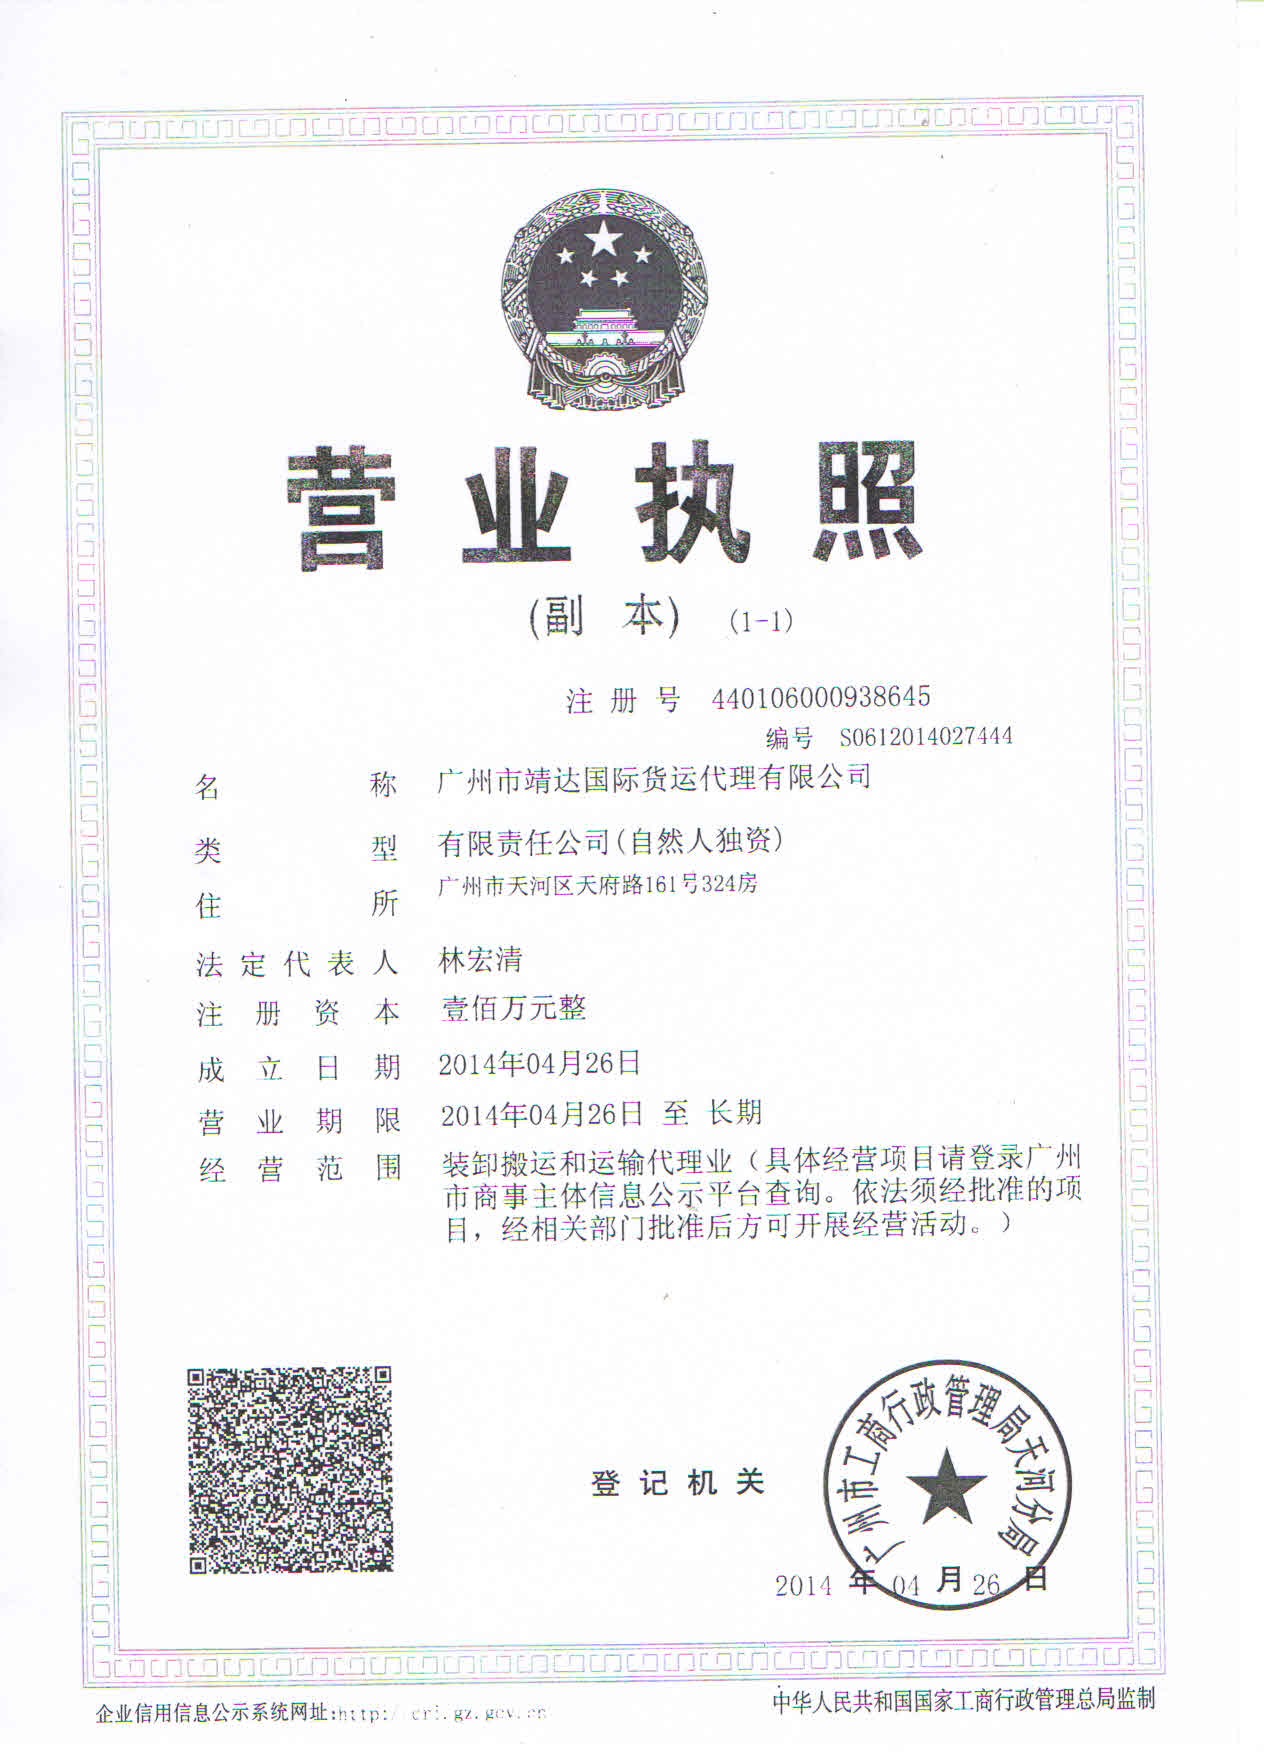 营业执照
(副 本) (1-1)
注册号 440106000938645
编号 S0612014027444
名称 广州市靖达国际货运代理有限公司
类型 有限责任公司(自然人独资)
住所 广州市天河区天府路161号324房
法定代表人 林宏清
注册资本 壹佰万元整
成立日期 2014年04月26日
营业期限 2014年04月26日 至 长期
经营范围 装卸搬运和运输代理业（具体经营项目请登录广州
市商事主体信息公示平台查询。依法须经批准的项
目，经相关部门批准后方可开展经营活动。）
登记机关
广州市工商行政管理局天河分局
2014 年 04 月 26 日
企业信用信息公示系统网址:http://cri.gz.gov.cn
中华人民共和国国家工商行政管理总局监制